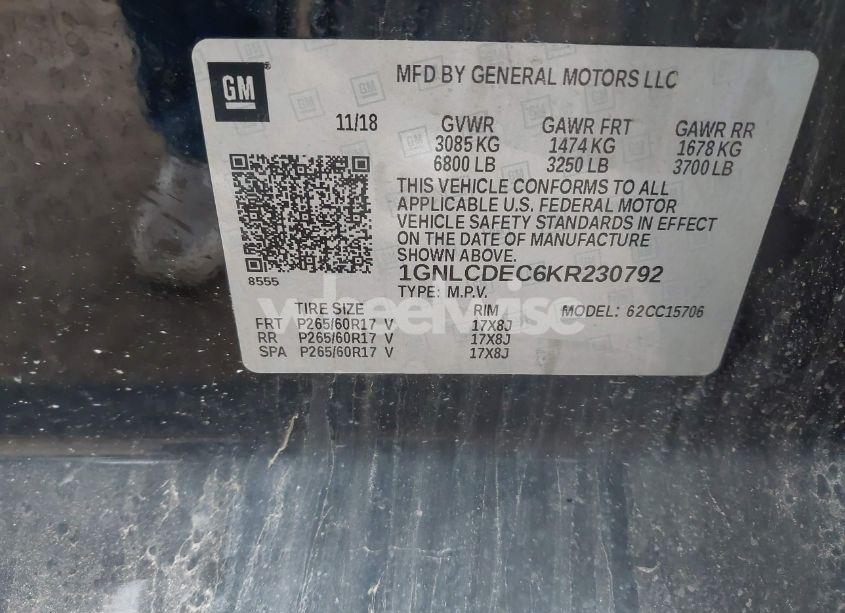 GM
MFD BY GENERAL MOTORS LLC
11/18
GVWR GAWR FRT GAWR RR
3085 KG 1474 KG 1678 KG
6800 LB 3250 LB 3700 LB
THIS VEHICLE CONFORMS TO ALL
APPLICABLE U.S. FEDERAL MOTOR
VEHICLE SAFETY STANDARDS IN EFFECT
ON THE DATE OF MANUFACTURE
SHOWN ABOVE.
8555
1GNLCDEC6KR230792
TYPE: M.P.V.
TIRE SIZE RIM MODEL: 62CC15706
FRT P265/60R17 V 17X8J
RR P265/60R17 V 17X8J
SPA P265/60R17 V 17X8J
wheelwise